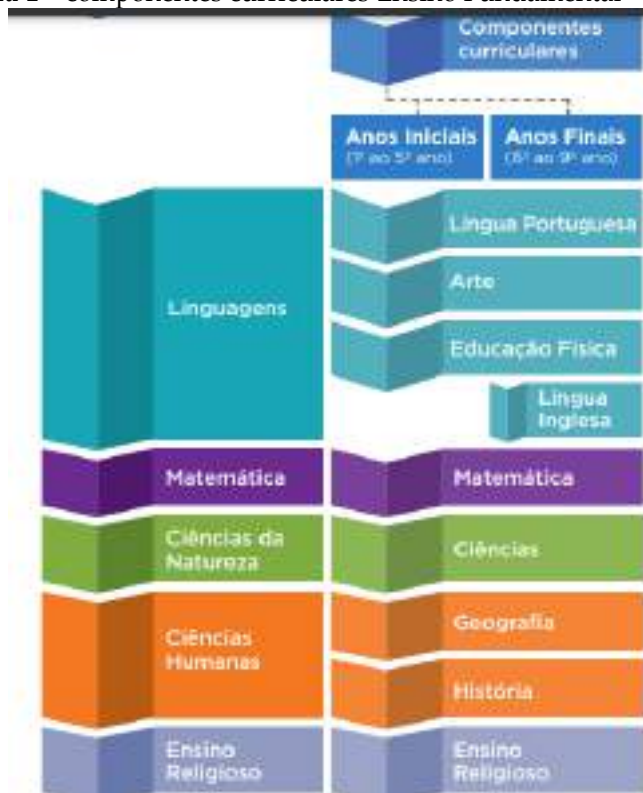 Componentes
curriculares
Anos Iniciais
(1º ao 5º ano)
Anos Finais
(6º ao 9º ano)
Linguagens
Língua Portuguesa
Arte
Educação Física
Língua
Inglesa
Matemática
Matemática
Ciências da
Natureza
Ciências
Ciências
Humanas
Geografia
História
Ensino
Religioso
Ensino
Religioso